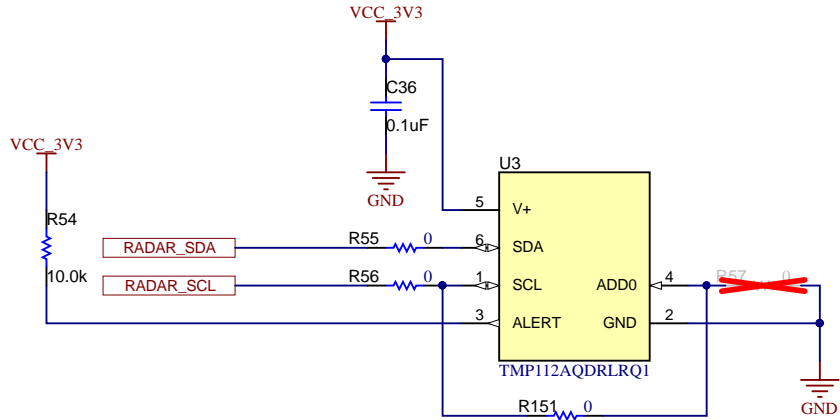 VCC_3V3
C36
0.1uF
GND
VCC_3V3
R54
10.0k
RADAR_SDA
R55 0
RADAR_SCL
R56 0
U3
5 V+
6 SDA
1 SCL ADD0 4
3 ALERT GND 2
TMP112AQDRLRQ1
R57 0
R151 0
GND